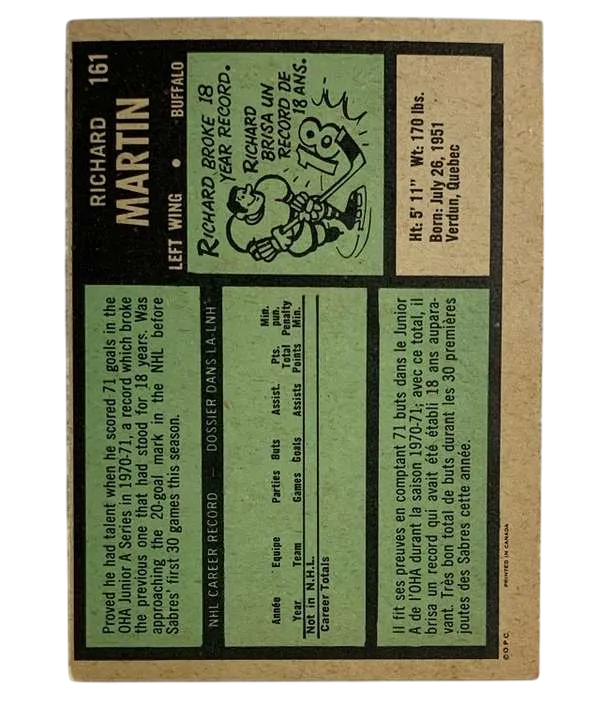 RICHARD 161
MARTIN
LEFT WING • BUFFALO
Proved he had talent when he scored 71 goals in the
OHA Junior A Series in 1970-71, a record which broke
the previous one that had stood for 18 years. Was
approaching the 20-goal mark in the NHL before
Sabres' first 30 games this season.
RICHARD BROKE 18
YEAR RECORD.
RICHARD
BRISA UN
RECORD DE
18 ANS.
18
NHL CAREER RECORD — DOSSIER DANS LA LNH
Année Equipe Parties Buts Assist. Pts. Min. pun.
Year Team Games Goals Assists Total Points Penalty Min.
Not in N.H.L.
Career Totals
Ht: 5' 11" Wt: 170 lbs.
Born: July 26, 1951
Verdun, Quebec
Il fit ses preuves en comptant 71 buts dans le Junior
A de l'OHA durant la saison 1970-71; avec ce total, il
brisa un record qui avait été établi 18 ans aupara-
vant. Très bon total de buts durant les 30 premières
joutes des Sabres cette année.
© O.P.C. PRINTED IN CANADA